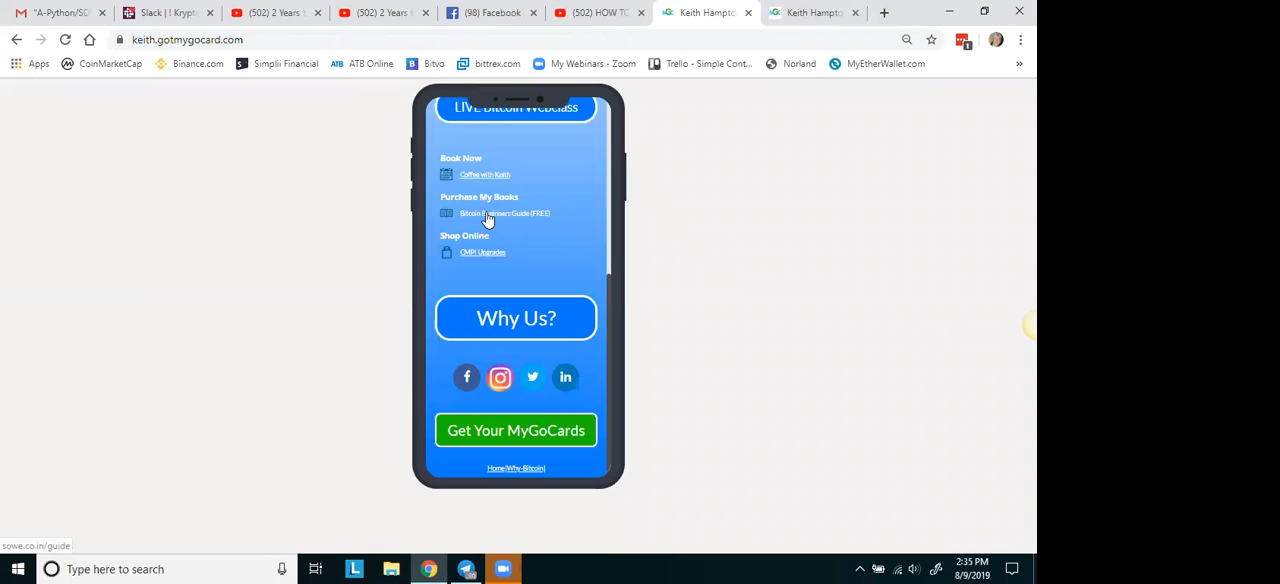 "A-Python/SC
Slack | ! Krypt
(502) 2 Years
(502) 2 Years
(98) Facebook
(502) HOW TO
Keith Hampto
Keith Hampto
keith.gotmygocard.com
Apps
CoinMarketCap
Binance.com
Simplii Financial
ATB ATB Online
Bitvo
bittrex.com
My Webinars - Zoom
Trello - Simple Cont...
Norland
MyEtherWallet.com
»
LIVE Bitcoin Webclass
Book Now
Coffee with Keith
Purchase My Books
Bitcoin Beginners Guide (FREE)
Shop Online
CMPI Upgrades
Why Us?
Get Your MyGoCards
Home|Why-Bitcoin|
sowe.co.in/guide
Type here to search
2:35 PM
8/9/2019